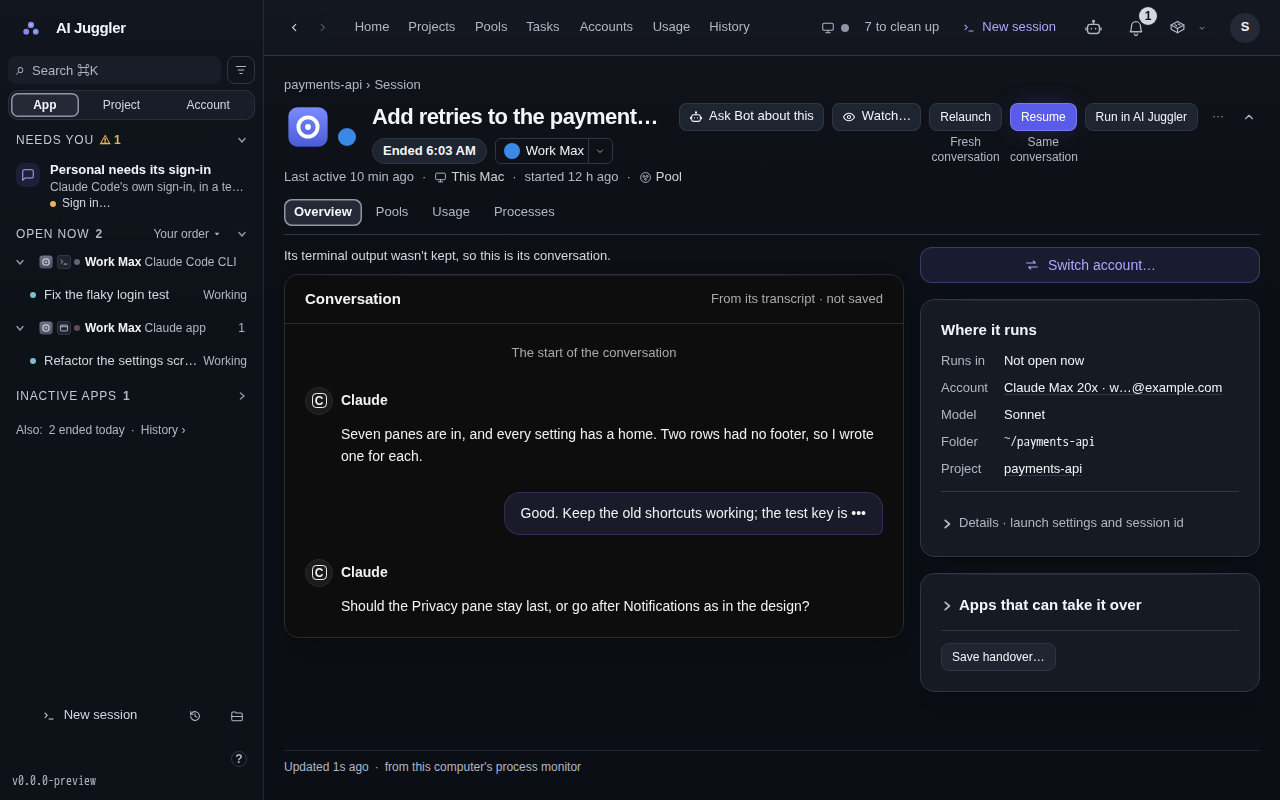 AI Juggler
Search ⌘K
App Project Account
NEEDS YOU 1
Personal needs its sign-in
Claude Code's own sign-in, in a te…
Sign in…
OPEN NOW 2 Your order
Work Max Claude Code CLI
Fix the flaky login test Working
Work Max Claude app 1
Refactor the settings scr… Working
INACTIVE APPS 1
Also: 2 ended today · History ›
New session
?
v0.0.0-preview
Home Projects Pools Tasks Accounts Usage History
7 to clean up
New session
1
S
payments-api › Session
Add retries to the payment…
Ask Bot about this
Watch…
Relaunch
Fresh conversation
Resume
Same conversation
Run in AI Juggler
Ended 6:03 AM
Work Max
Last active 10 min ago · This Mac · started 12 h ago · Pool
Overview Pools Usage Processes
Its terminal output wasn't kept, so this is its conversation.
Conversation From its transcript · not saved
The start of the conversation
C Claude
Seven panes are in, and every setting has a home. Two rows had no footer, so I wrote
one for each.
Good. Keep the old shortcuts working; the test key is •••
C Claude
Should the Privacy pane stay last, or go after Notifications as in the design?
Switch account…
Where it runs
Runs in Not open now
Account Claude Max 20x · w…@example.com
Model Sonnet
Folder ~/payments-api
Project payments-api
Details · launch settings and session id
Apps that can take it over
Save handover…
Updated 1s ago · from this computer's process monitor